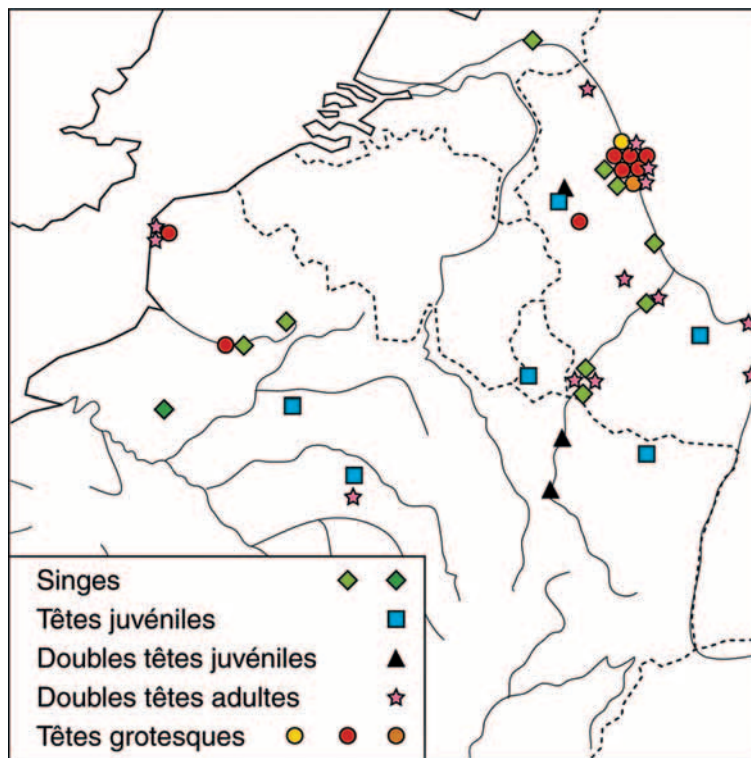 Singes
Têtes juvéniles
Doubles têtes juvéniles
Doubles têtes adultes
Têtes grotesques